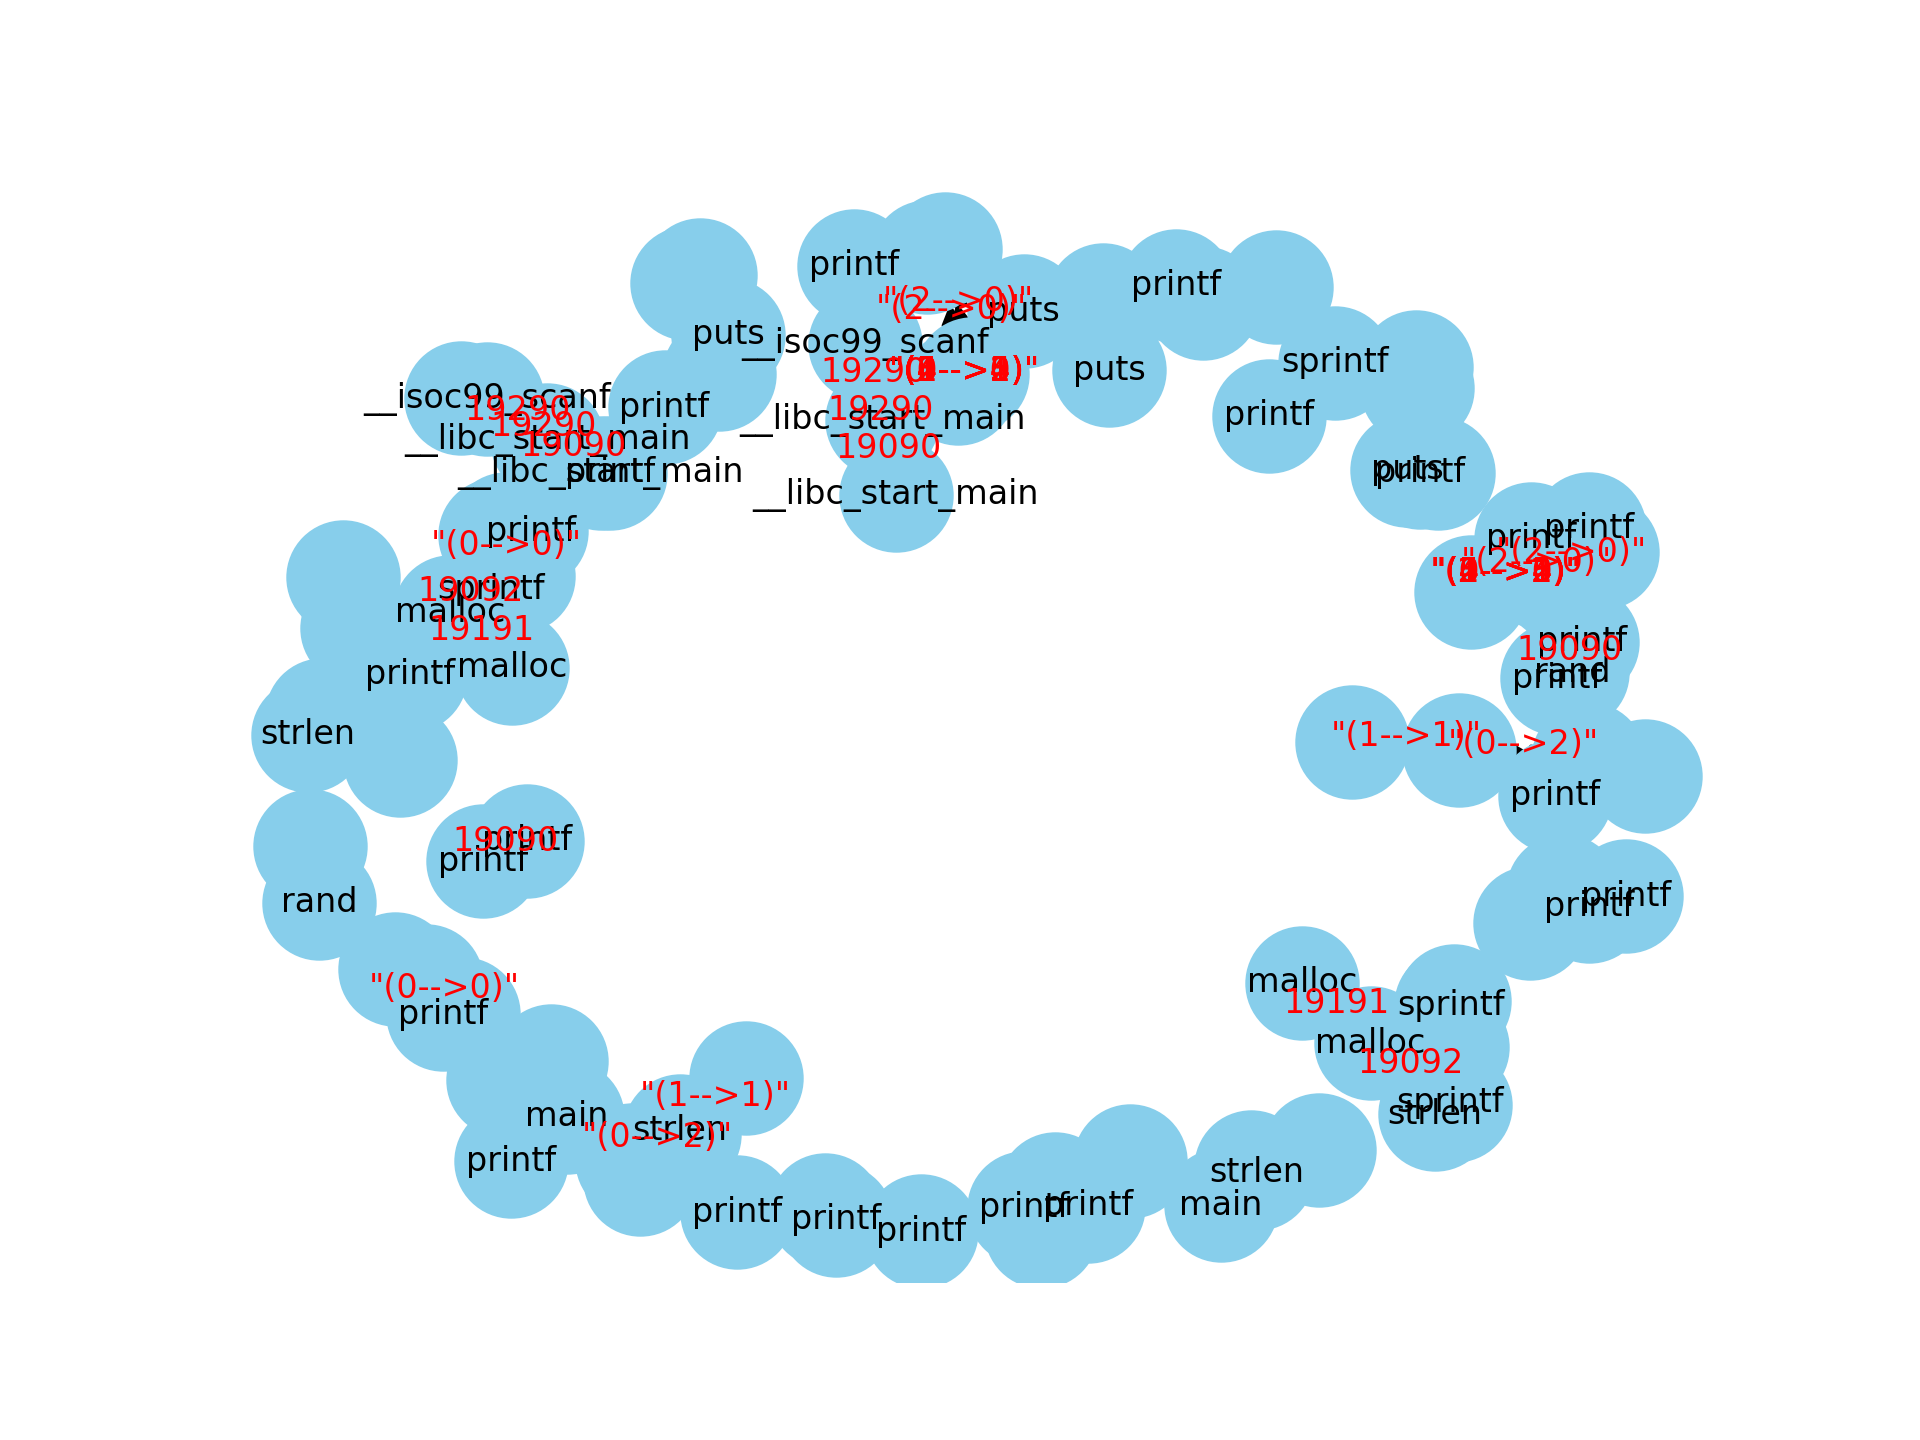 printf
printf
"(2-->0)"
"(2-->0)"
puts
puts
__isoc99_scanf
sprintf
19290
puts
__isoc99_scanf
19290
printf
19290
printf
__libc_start_main
19290
__libc_start_main
19090
19090
__libc_start_main
printf
puts
printf
__libc_start_main
printf
printf
printf
"(0-->0)"
"(2-->0)"
"(2-->0)"
sprintf
19092
malloc
19191
printf
19090
malloc
printf
rand
printf
strlen
"(1-->1)"
"(0-->2)"
printf
printf
19090
printf
printf
rand
printf
malloc
"(0-->0)"
19191
sprintf
printf
malloc
19092
"(1-->1)"
sprintf
main
strlen
strlen
"(0-->2)"
printf
strlen
printf
printf
printf
printf
printf
main